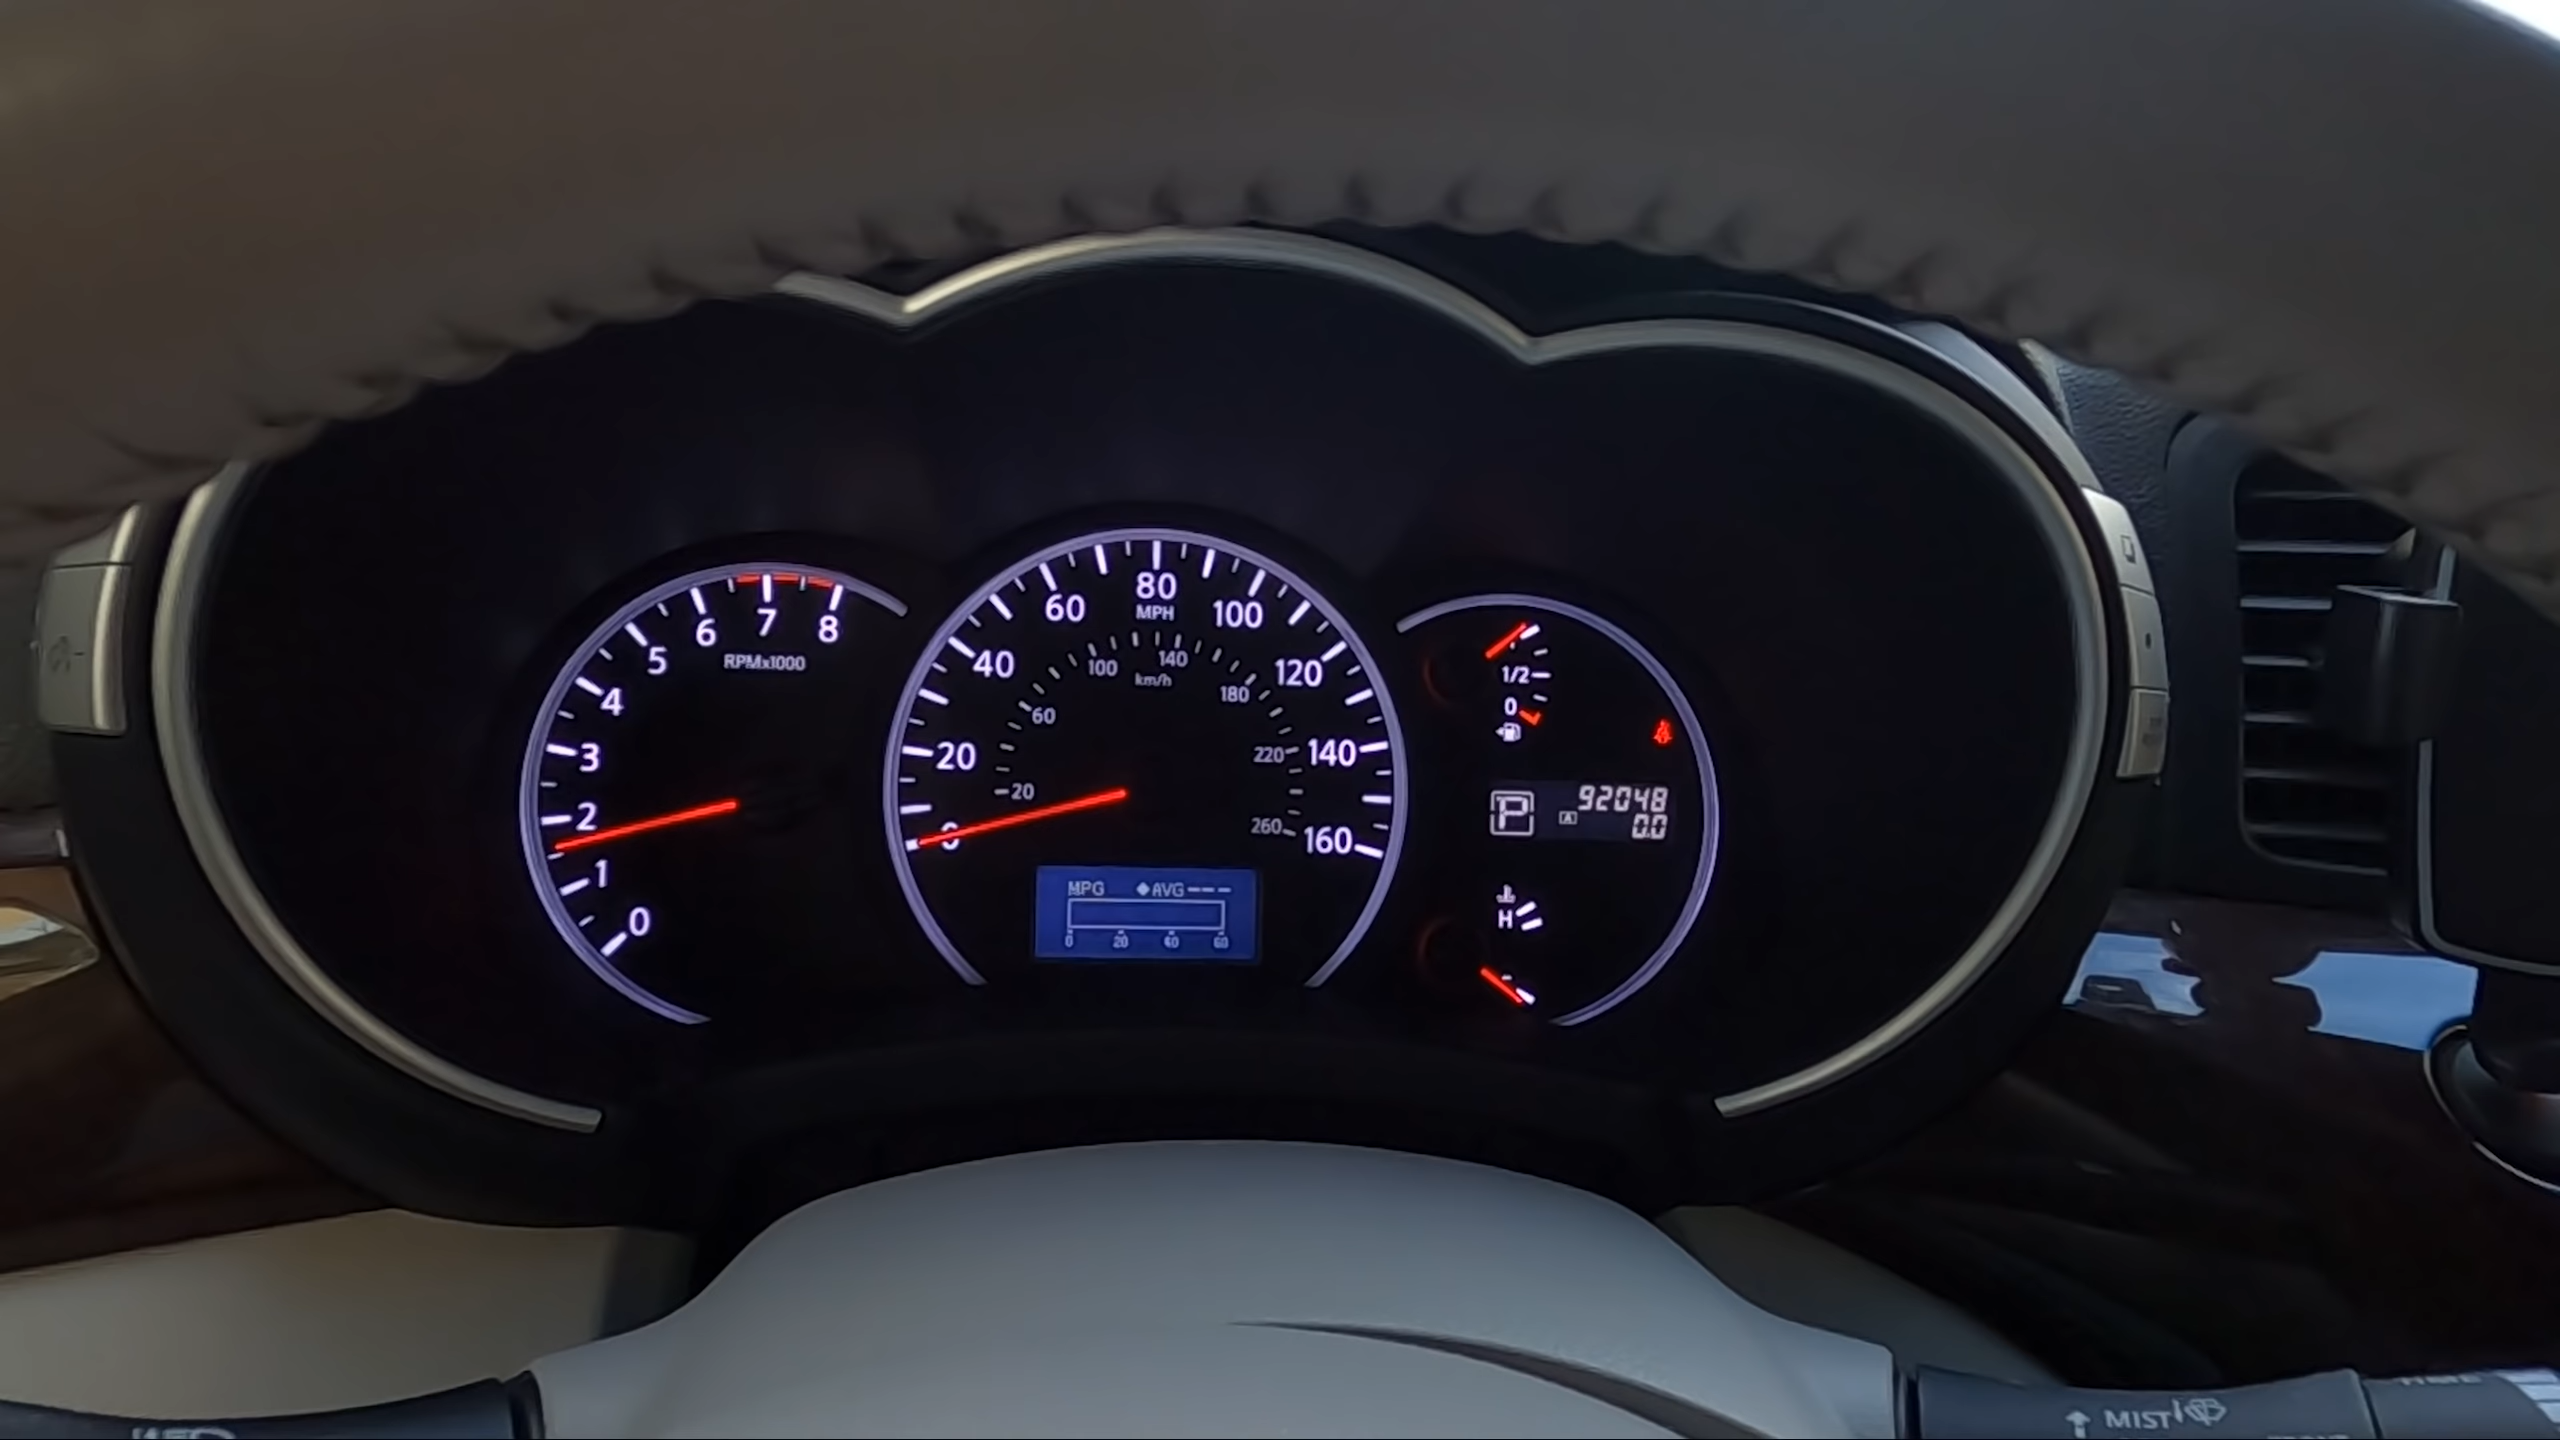 0 1 2 3 4 5 6 7 8
RPMx1000
0 20 40 60 80 100 120 140 160
MPH
20 60 100 140 180 220 260
km/h
MPG ◆AVG---
0 20 40 60
1/2
0
P
A 92048
0.0
H
MIST